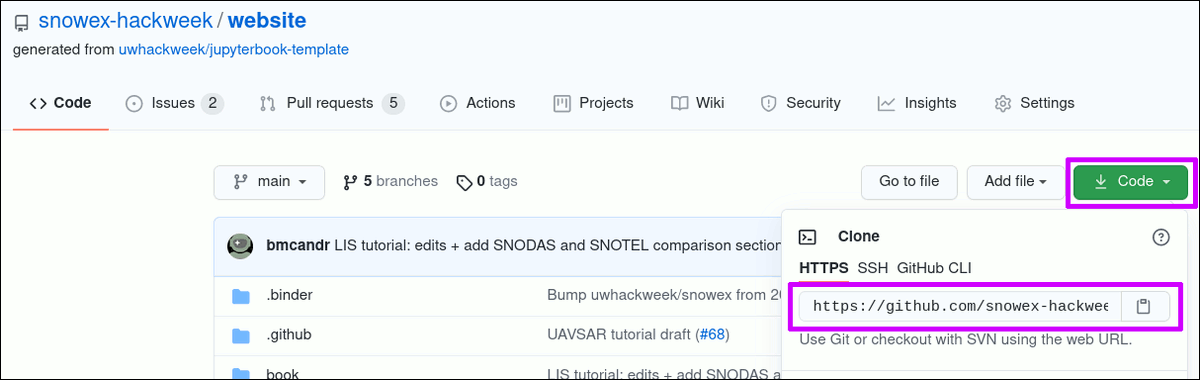 snowex-hackweek / website
generated from uwhackweek/jupyterbook-template
Code Issues 2 Pull requests 5 Actions Projects Wiki Security Insights Settings
main 5 branches 0 tags Go to file Add file Code
bmcandr LIS tutorial: edits + add SNODAS and SNOTEL comparison section
.binder Bump uwhackweek/snowex from 20
.github UAVSAR tutorial draft (#68)
book LIS tutorial: edits + add SNODAS a
Clone
HTTPS SSH GitHub CLI
https://github.com/snowex-hackwee
Use Git or checkout with SVN using the web URL.